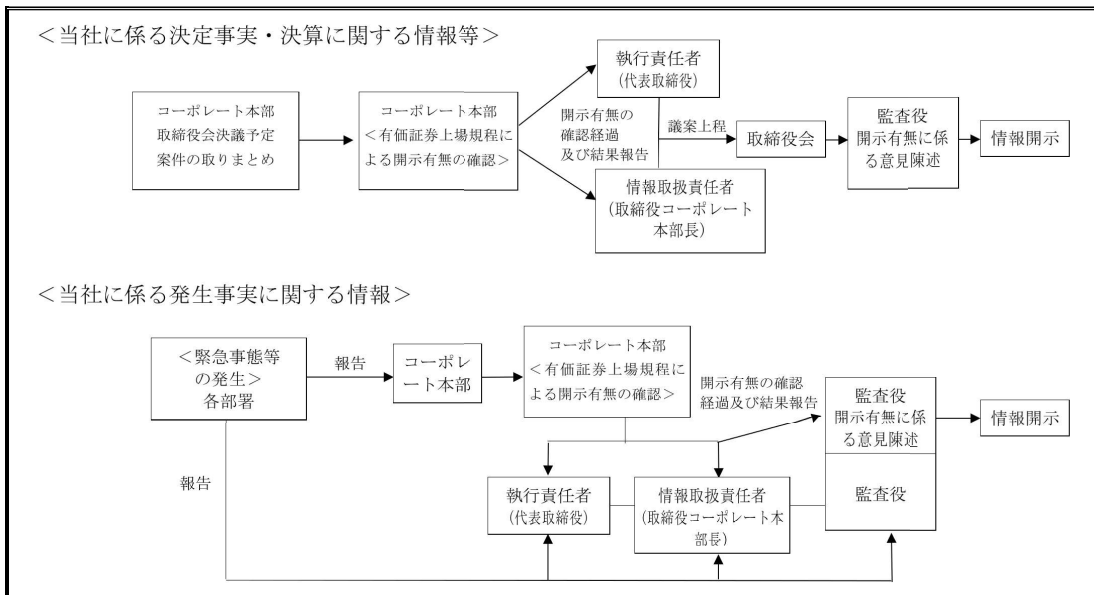 ＜当社に係る決定事実・決算に関する情報等＞
コーポレート本部
取締役会決議予定
案件の取りまとめ
コーポレート本部
＜有価証券上場規程に
よる開示有無の確認＞
執行責任者
(代表取締役)
開示有無の
確認経過
及び結果報告
情報取扱責任者
（取締役コーポレート
本部長）
議案上程
取締役会
監査役
開示有無に係
る意見陳述
情報開示
＜当社に係る発生事実に関する情報＞
＜緊急事態等
の発生＞
各部署
報告
コーポレ
ート本部
コーポレート本部
＜有価証券上場規程に
よる開示有無の確認＞
開示有無の確認
経過及び結果報告
監査役
開示有無に係
る意見陳述
情報開示
報告
執行責任者
(代表取締役)
情報取扱責任者
(取締役コーポレート本
部長)
監査役